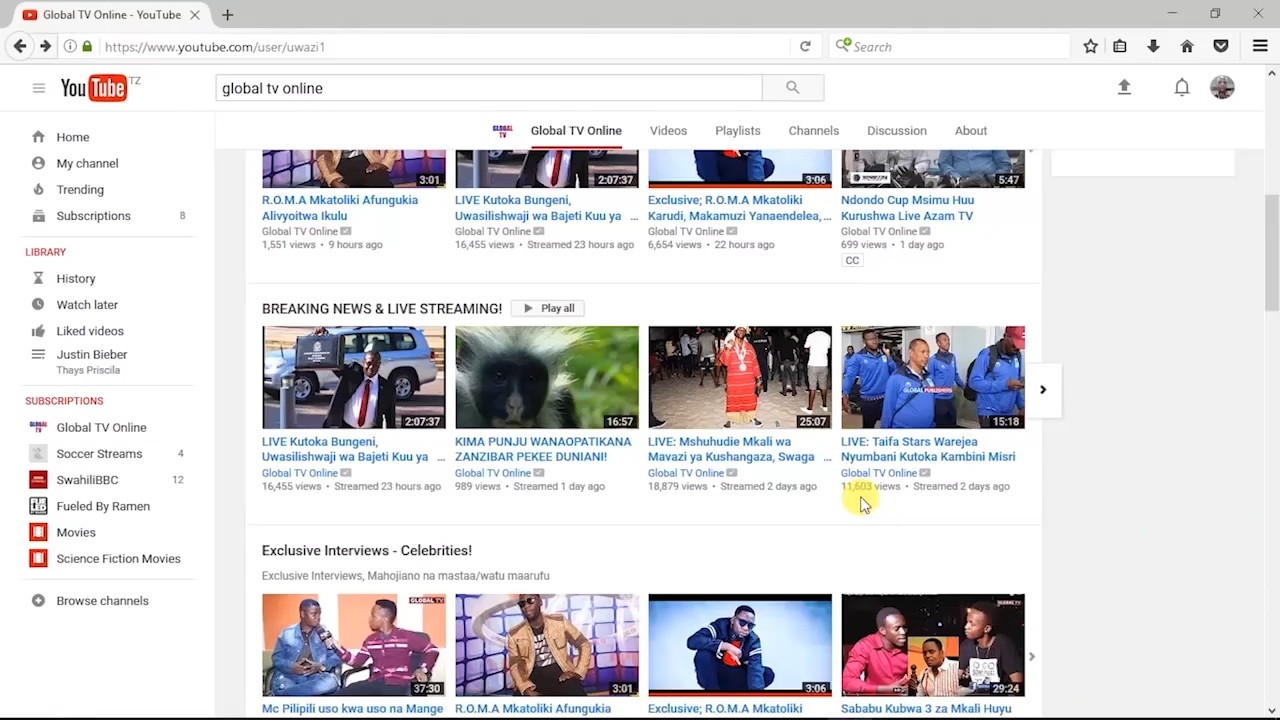 Global TV Online - YouTube
https://www.youtube.com/user/uwazi1
Search
YouTube TZ
global tv online
Global TV Online Videos Playlists Channels Discussion About
Home
My channel
Trending
Subscriptions 8
LIBRARY
History
Watch later
Liked videos
Justin Bieber
Thays Priscila
SUBSCRIPTIONS
Global TV Online
Soccer Streams 4
SwahiliBBC 12
Fueled By Ramen
Movies
Science Fiction Movies
Browse channels
3:01
R.O.M.A Mkatoliki Afungukia
Alivyoitwa Ikulu
Global TV Online
1,551 views • 9 hours ago
2:07:37
LIVE Kutoka Bungeni,
Uwasilishwaji wa Bajeti Kuu ya ...
Global TV Online
16,455 views • Streamed 23 hours ago
3:06
Exclusive; R.O.M.A Mkatoliki
Karudi, Makamuzi Yanaendelea,...
Global TV Online
6,654 views • 22 hours ago
5:47
Ndondo Cup Msimu Huu
Kurushwa Live Azam TV
Global TV Online
699 views • 1 day ago
CC
BREAKING NEWS & LIVE STREAMING! Play all
2:07:37
LIVE Kutoka Bungeni,
Uwasilishwaji wa Bajeti Kuu ya ...
Global TV Online
16,455 views • Streamed 23 hours ago
16:57
KIMA PUNJU WANAOPATIKANA
ZANZIBAR PEKEE DUNIANI!
Global TV Online
989 views • Streamed 1 day ago
25:07
LIVE: Mshuhudie Mkali wa
Mavazi ya Kushangaza, Swaga ...
Global TV Online
18,879 views • Streamed 2 days ago
GLOBAL PUBLISHERS
15:18
LIVE: Taifa Stars Warejea
Nyumbani Kutoka Kambini Misri
Global TV Online
11,603 views • Streamed 2 days ago
Exclusive Interviews - Celebrities!
Exclusive Interviews, Mahojiano na mastaa/watu maarufu
GLOBAL TV
37:30
Mc Pilipili uso kwa uso na Mange
3:01
R.O.M.A Mkatoliki Afungukia
3:06
Exclusive; R.O.M.A Mkatoliki
GLOBAL TV
29:24
Sababu Kubwa 3 za Mkali Huyu